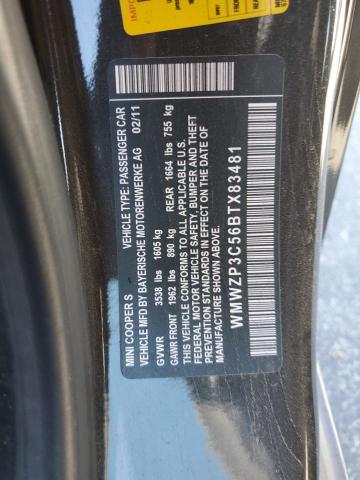 MINI COOPER S VEHICLE TYPE: PASSENGER CAR
VEHICLE MFD BY BAYERISCHE MOTORENWERKE AG 02/11
GVWR 3538 lbs 1605 kg
GAWR FRONT 1962 lbs 890 kg REAR 1664 lbs 755 kg
THIS VEHICLE CONFORMS TO ALL APPLICABLE U.S.
FEDERAL MOTOR VEHICLE SAFETY, BUMPER AND THEFT
PREVENTION STANDARDS IN EFFECT ON THE DATE OF
MANUFACTURE SHOWN ABOVE.
WMWZP3C56BTX83481